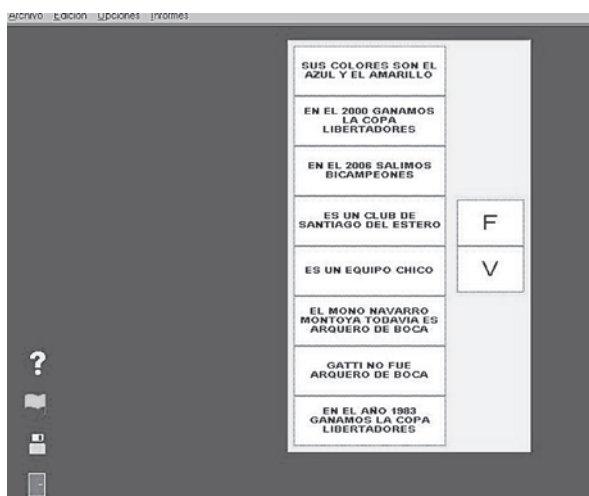 Archivo Edición Opciones Informes
SUS COLORES SON EL
AZUL Y EL AMARILLO
EN EL 2000 GANAMOS
LA COPA
LIBERTADORES
EN EL 2006 SALIMOS
BICAMPEONES
ES UN CLUB DE
SANTIAGO DEL ESTERO
F
ES UN EQUIPO CHICO
V
EL MONO NAVARRO
MONTOYA TODAVIA ES
ARQUERO DE BOCA
GATTI NO FUE
ARQUERO DE BOCA
EN EL AÑO 1983
GANAMOS LA COPA
LIBERTADORES
?